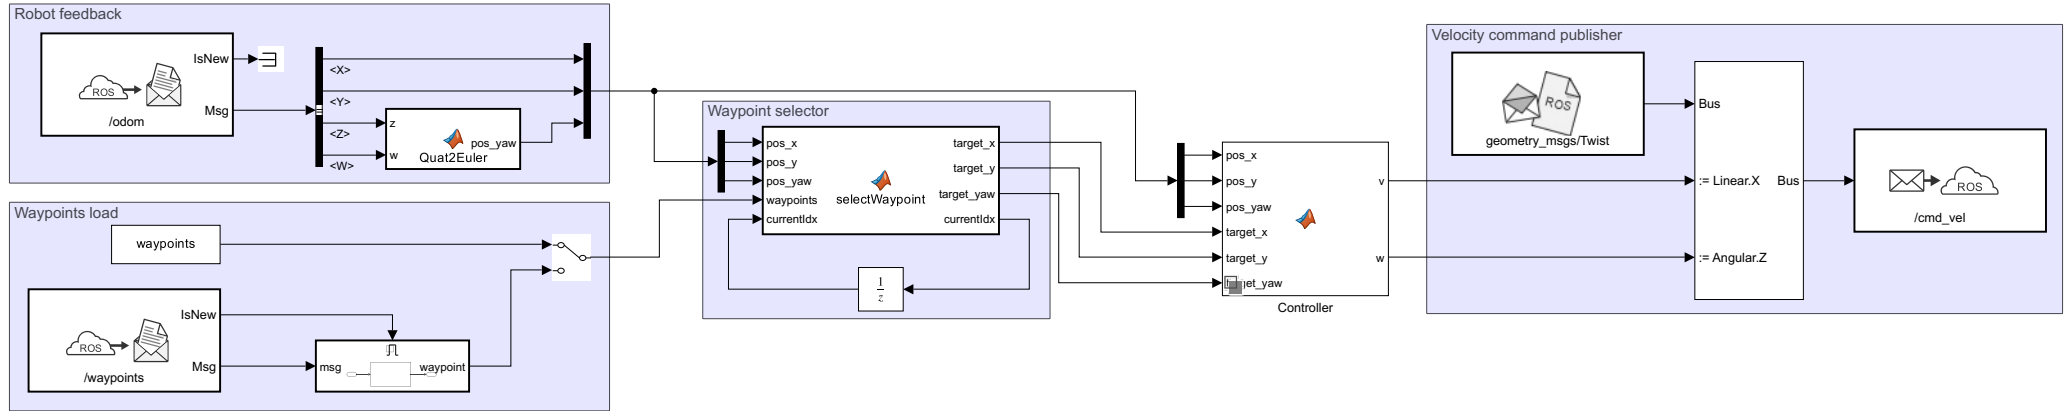 Robot feedback
IsNew
ROS
Msg
/odom
<X>
<Y>
<Z>
<W>
z
w
pos_yaw
Quat2Euler
Waypoints load
waypoints
IsNew
ROS
Msg
/waypoints
msg
waypoint
Waypoint selector
pos_x
pos_y
pos_yaw
waypoints
currentIdx
selectWaypoint
target_x
target_y
target_yaw
currentIdx
1
z
pos_x
pos_y
pos_yaw
target_x
target_y
v
w
Controller
Velocity command publisher
ROS
geometry_msgs/Twist
Bus
:= Linear.X
:= Angular.Z
Bus
ROS
/cmd_vel